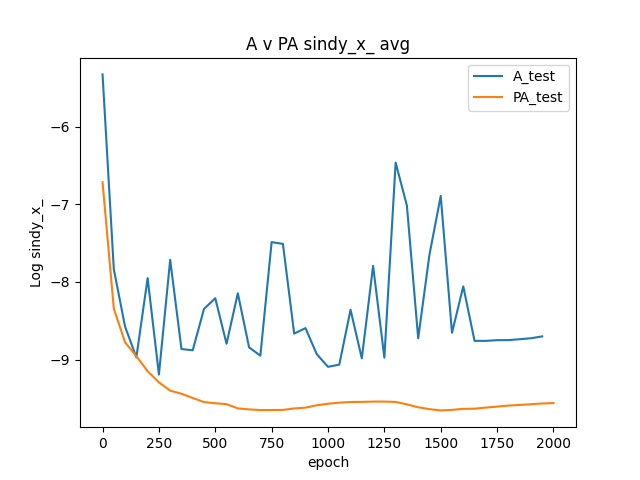 A v PA sindy_x_ avg
A_test
PA_test
Log sindy_x_
−6
−7
−8
−9
0 250 500 750 1000 1250 1500 1750 2000
epoch